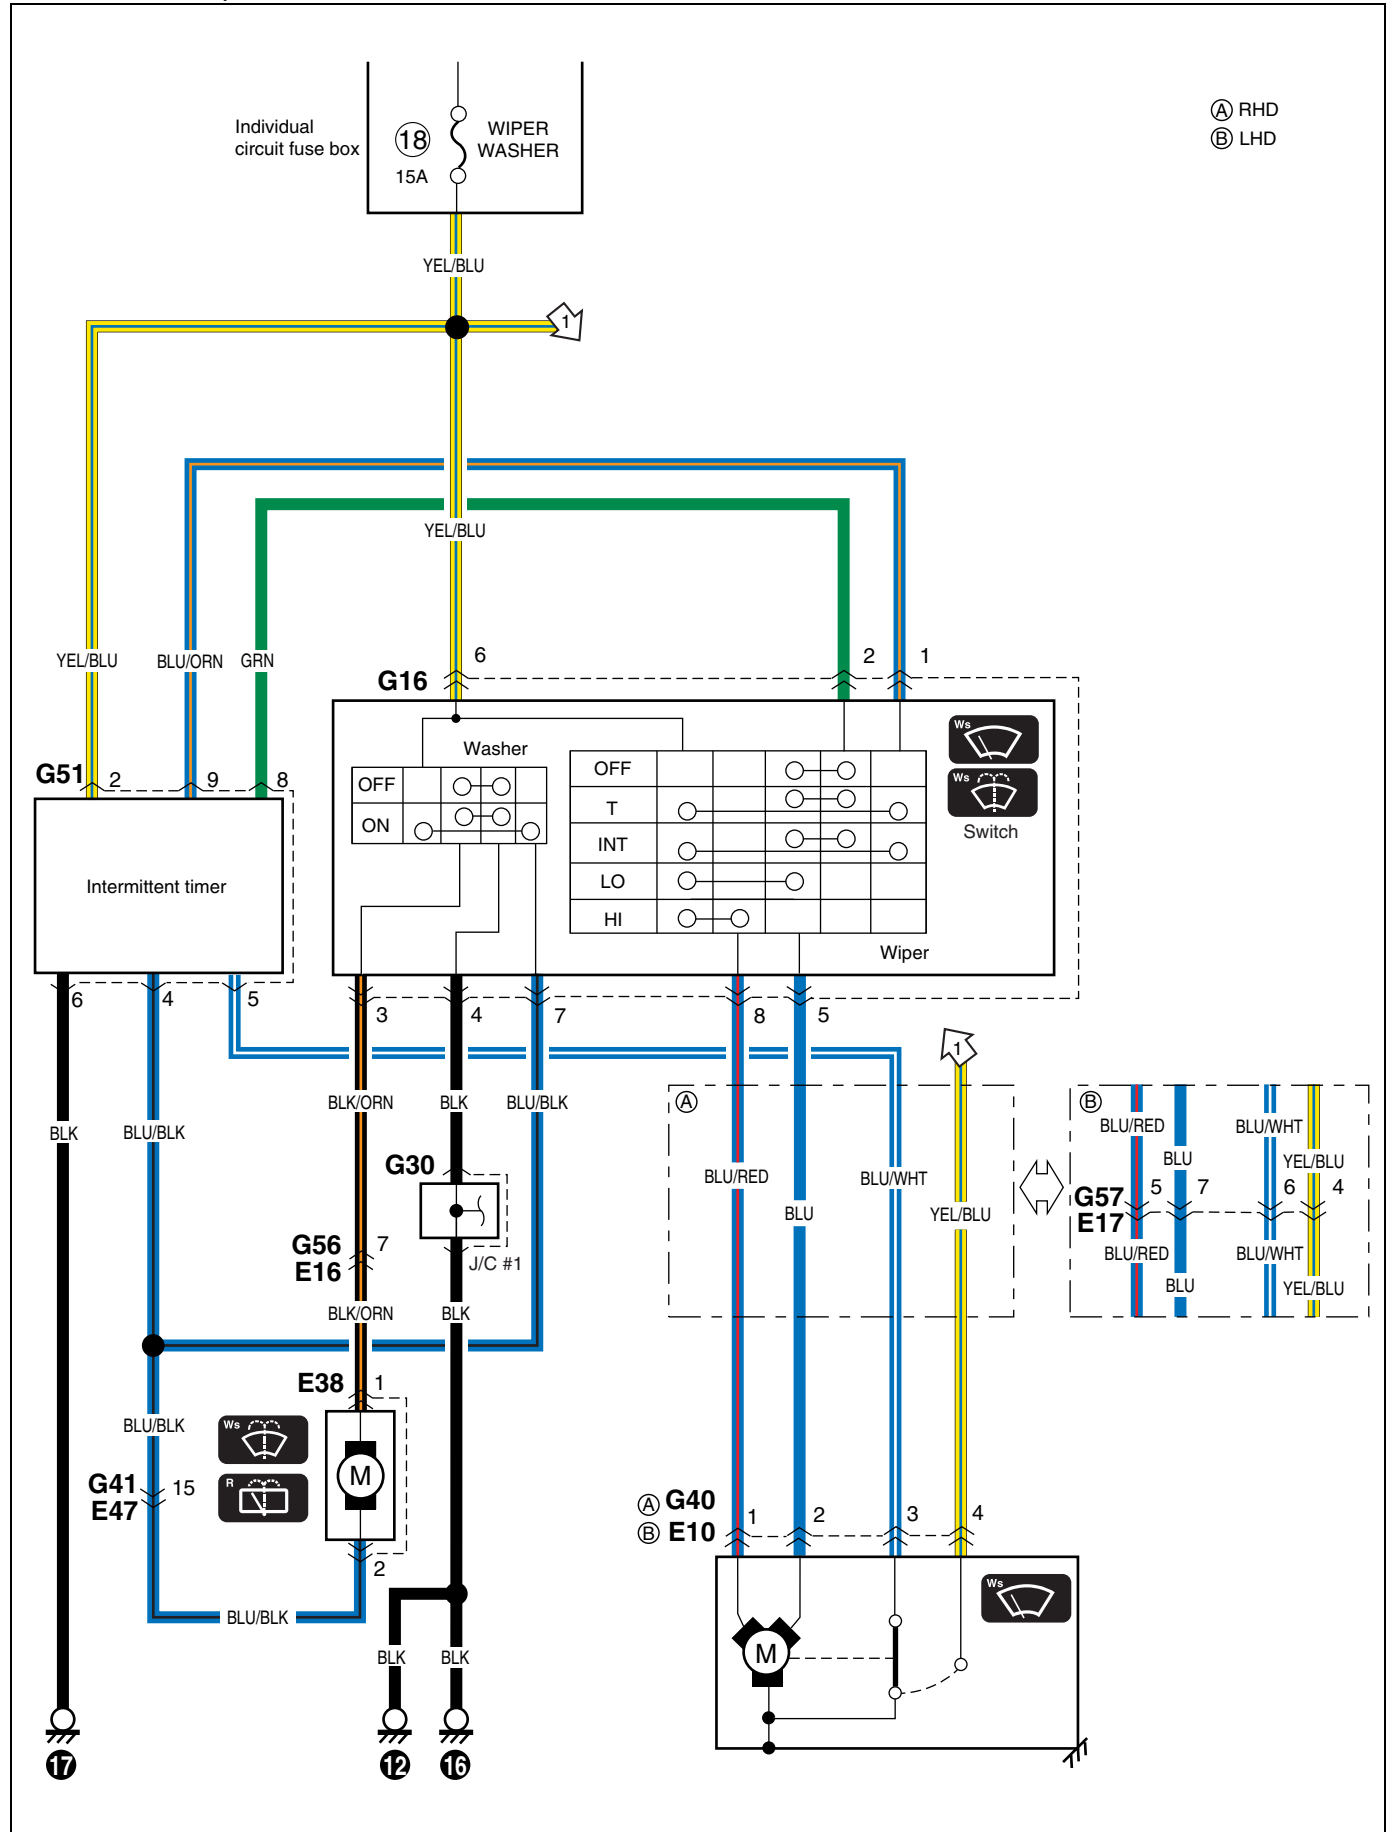 Individual
circuit fuse box
18
15A
WIPER
WASHER
A RHD
B LHD
YEL/BLU
1
YEL/BLU
YEL/BLU
BLU/ORN
GRN
G16
6
2
1
G51
2
9
8
Washer
OFF
ON
OFF
T
INT
LO
HI
Wiper
Ws
Ws
Switch
Intermittent timer
6
4
5
3
4
7
8
5
1
BLK
BLU/BLK
BLK/ORN
BLK
BLU/BLK
A
BLU/RED
BLU
BLU/WHT
YEL/BLU
B
BLU/RED
BLU
BLU/WHT
YEL/BLU
G57
E17
5
7
6
4
BLU/RED
BLU
BLU/WHT
YEL/BLU
G30
J/C #1
G56
E16
7
BLK/ORN
BLK
E38
1
BLU/BLK
Ws
R
M
G41
E47
15
2
BLU/BLK
BLK
BLK
A G40
B E10
1
2
3
4
Ws
M
17
12
16